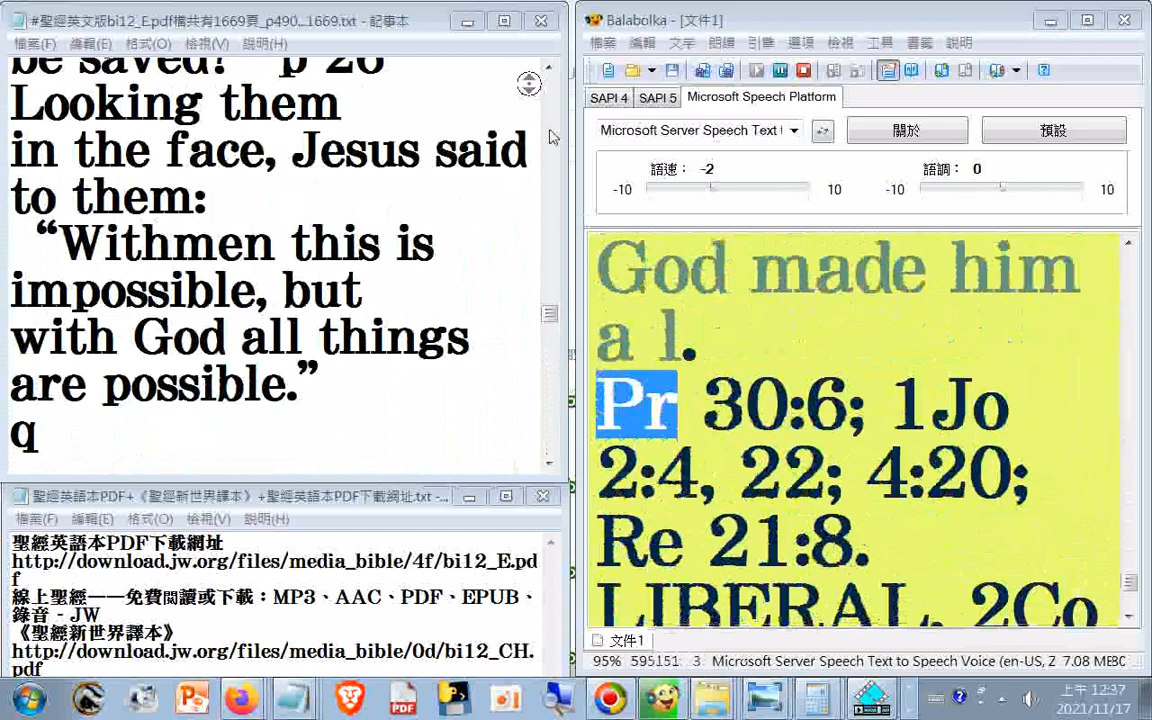 #聖經英文版bi12_E.pdf檔共有1669頁_p490...1669.txt - 記事本
檔案(F) 編輯(E) 格式(O) 檢視(V) 說明(H)
be saved?" p 26
Looking them
in the face, Jesus said
to them:
“Withmen this is
impossible, but
with God all things
are possible.”
q
聖經英語本PDF+《聖經新世界譯本》+聖經英語本PDF下載網址.txt - ...
檔案(F) 編輯(E) 格式(O) 檢視(V) 說明(H)
聖經英語本PDF下載網址
http://download.jw.org/files/media_bible/4f/bi12_E.pd
f
線上聖經——免費閱讀或下載：MP3、AAC、PDF、EPUB、
錄音 - JW
《聖經新世界譯本》
http://download.jw.org/files/media_bible/0d/bi12_CH.
pdf
Balabolka - [文件1]
檔案 編輯 文字 朗讀 引擎 選項 檢視 工具 書籤 說明
SAPI 4 SAPI 5 Microsoft Speech Platform
Microsoft Server Speech Text 關於 預設
語速： -2 語調： 0
-10 10 -10 10
God made him
a l.
Pr 30:6; 1Jo
2:4, 22; 4:20;
Re 21:8.
LIBERAL, 2Co
文件1
95% 595151: 3 Microsoft Server Speech Text to Speech Voice (en-US, Z 7.08 МЕВС
上午 12:37
2021/11/17